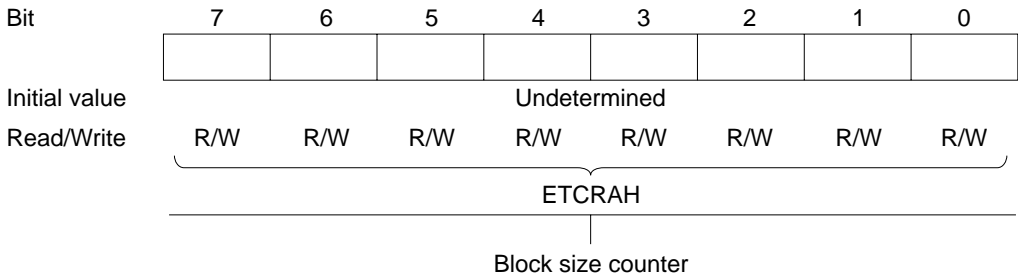 Bit 7 6 5 4 3 2 1 0
Initial value Undetermined
Read/Write R/W R/W R/W R/W R/W R/W R/W R/W
ETCRAH
Block size counter